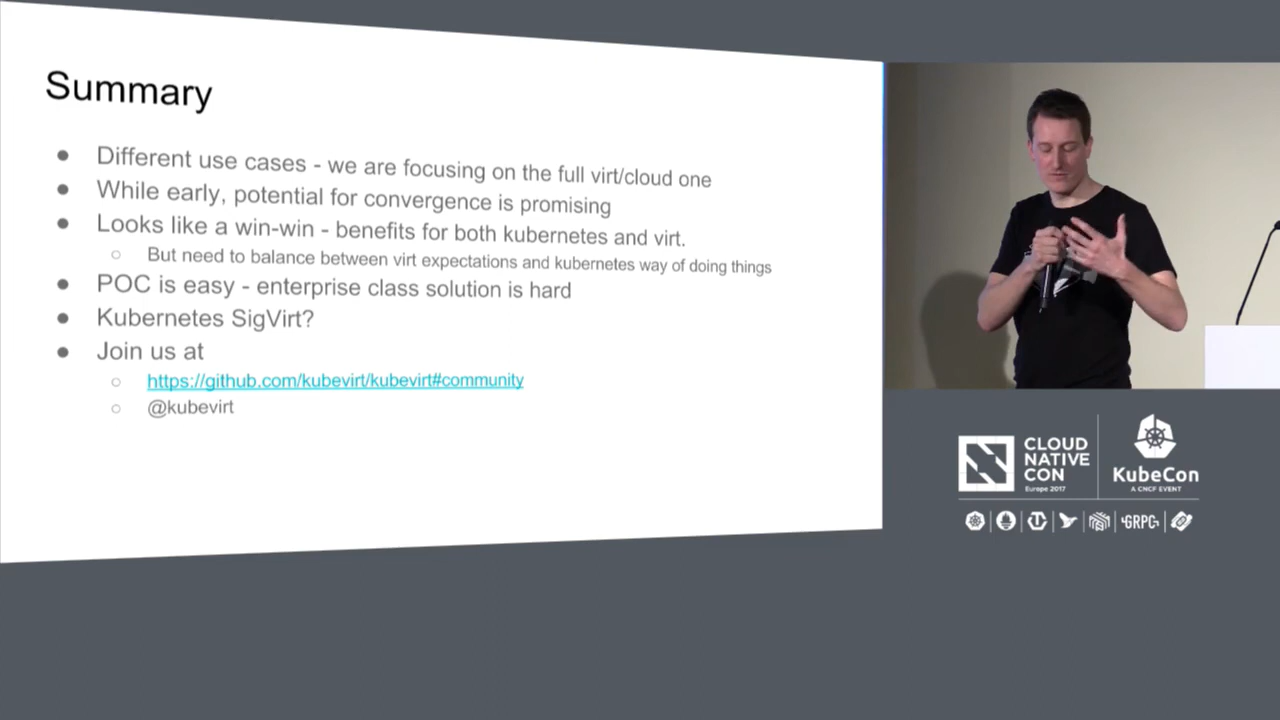 Summary
Different use cases - we are focusing on the full virt/cloud one
While early, potential for convergence is promising
Looks like a win-win - benefits for both kubernetes and virt.
But need to balance between virt expectations and kubernetes way of doing things
POC is easy - enterprise class solution is hard
Kubernetes SigVirt?
Join us at
https://github.com/kubevirt/kubevirt#community
@kubevirt
CLOUD
NATIVE
CON
Europe 2017
KubeCon
A CNCF EVENT
GRPC